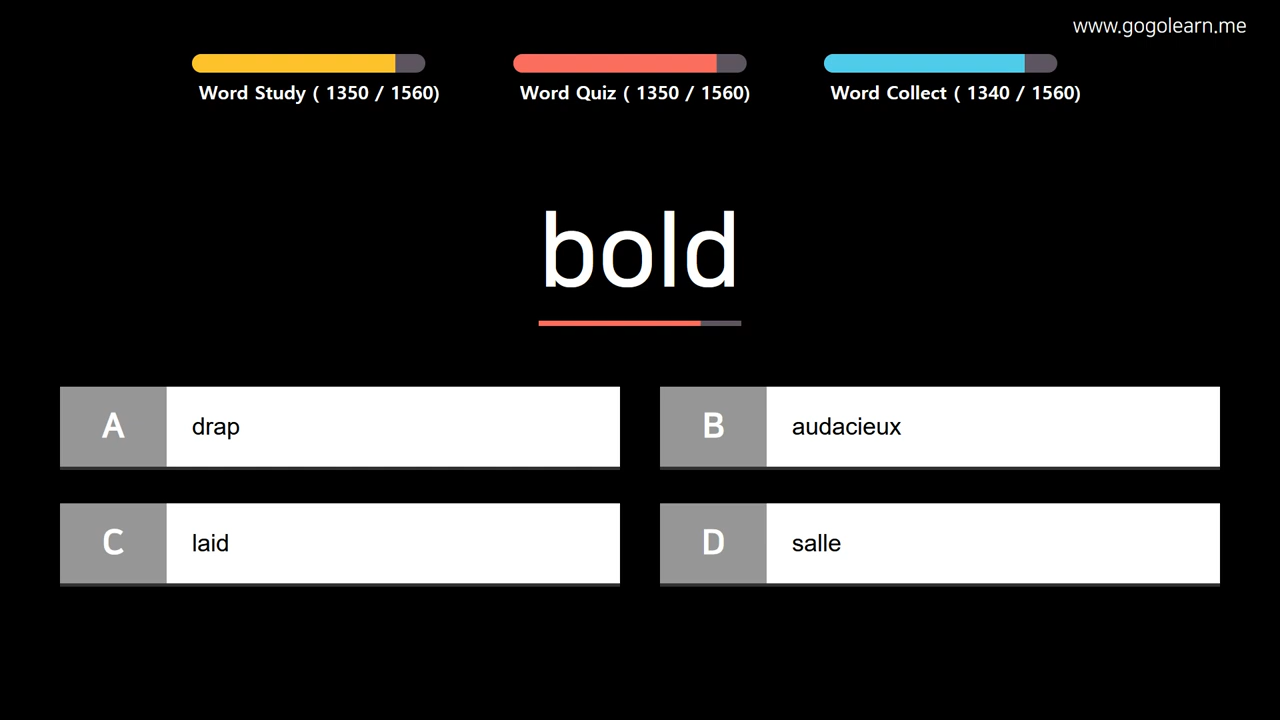 www.gogolearn.me
Word Study ( 1350 / 1560)
Word Quiz ( 1350 / 1560)
Word Collect ( 1340 / 1560)
bold
A drap
B audacieux
C laid
D salle